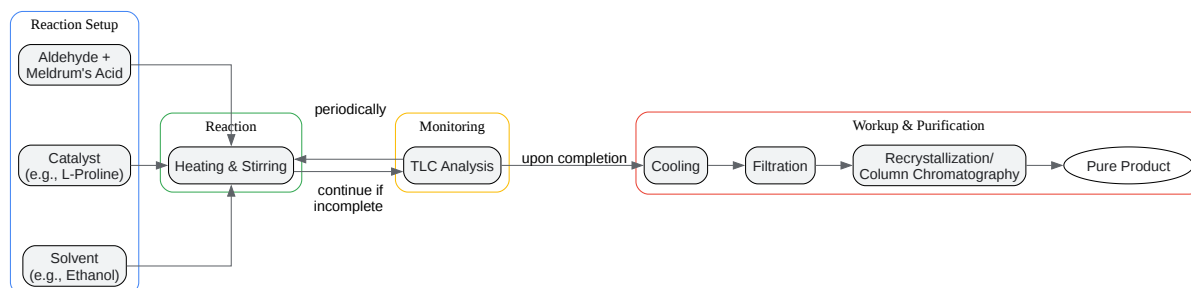 Reaction Setup
Aldehyde +
Meldrum's Acid
Catalyst
(e.g., L-Proline)
Solvent
(e.g., Ethanol)
Reaction
Heating & Stirring
periodically
continue if
incomplete
Monitoring
TLC Analysis
upon completion
Workup & Purification
Cooling
Filtration
Recrystallization/
Column Chromatography
Pure Product